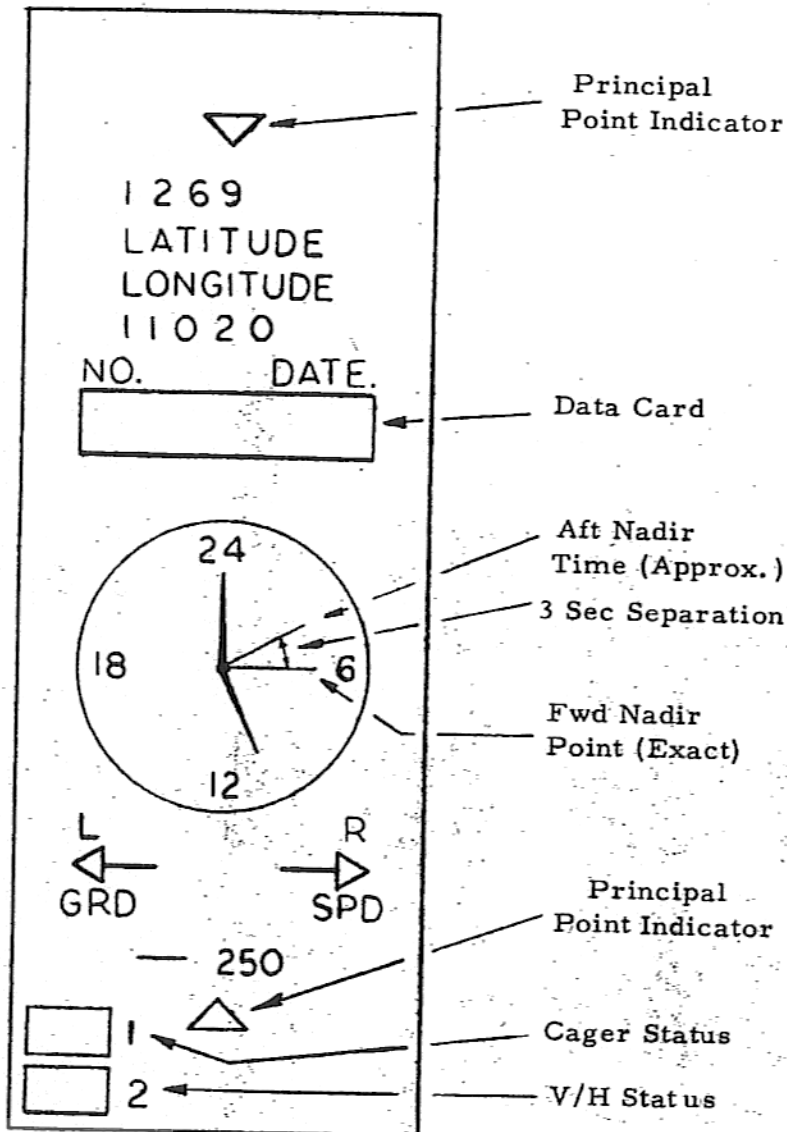 Principal
Point Indicator
1269
LATITUDE
LONGITUDE
11020
NO. DATE.
Data Card
24
Aft Nadir
Time (Approx.)
3 Sec Separation
18 6
Fwd Nadir
Point (Exact)
12
L R
GRD SPD
Principal
Point Indicator
— 250
1 Cager Status
2 V/H Status